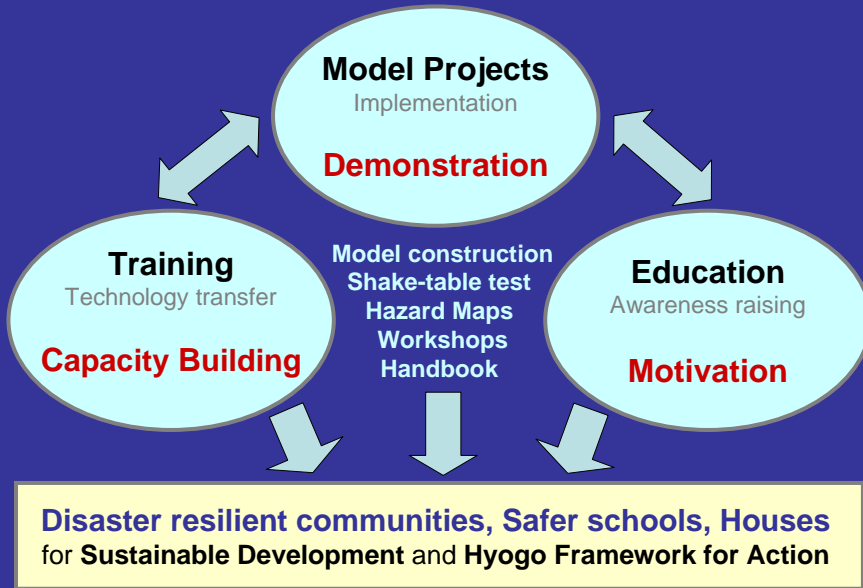 Model Projects
Implementation
Demonstration
Training
Technology transfer
Capacity Building
Model construction
Shake-table test
Hazard Maps
Workshops
Handbook
Education
Awareness raising
Motivation
Disaster resilient communities, Safer schools, Houses
for Sustainable Development and Hyogo Framework for Action